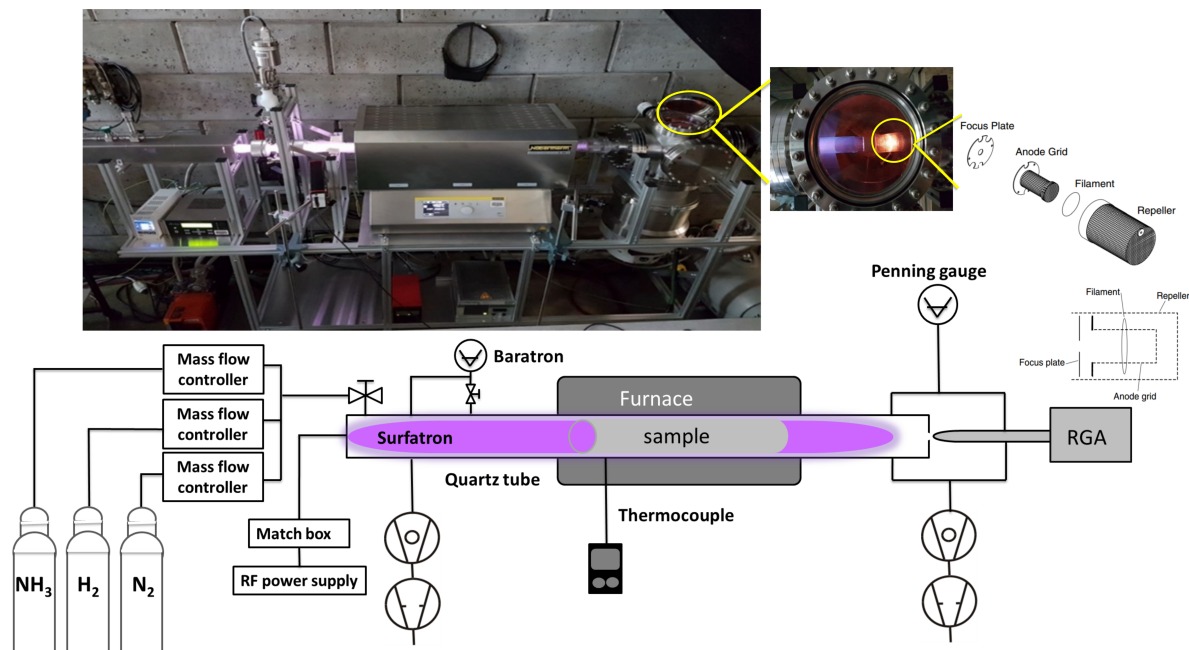 Focus Plate
Anode Grid
Filament
Repeller
Penning gauge
Filament
Repeller
Focus plate
Anode grid
Mass flow
controller
Baratron
Mass flow
controller
Furnace
Surfatron
sample
RGA
Mass flow
controller
Quartz tube
Thermocouple
Match box
NH3
H2
N2
RF power supply